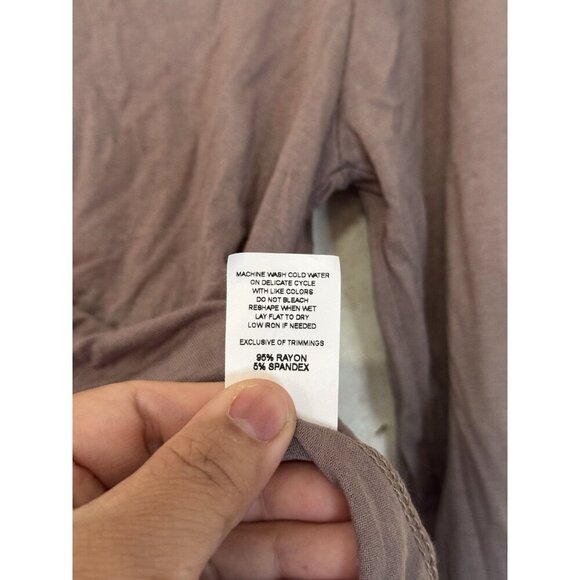 MACHINE WASH COLD WATER
ON DELICATE CYCLE
WITH LIKE COLORS
DO NOT BLEACH
RESHAPE WHEN WET
LAY FLAT TO DRY
LOW IRON IF NEEDED
EXCLUSIVE OF TRIMMINGS
95% RAYON
5% SPANDEX